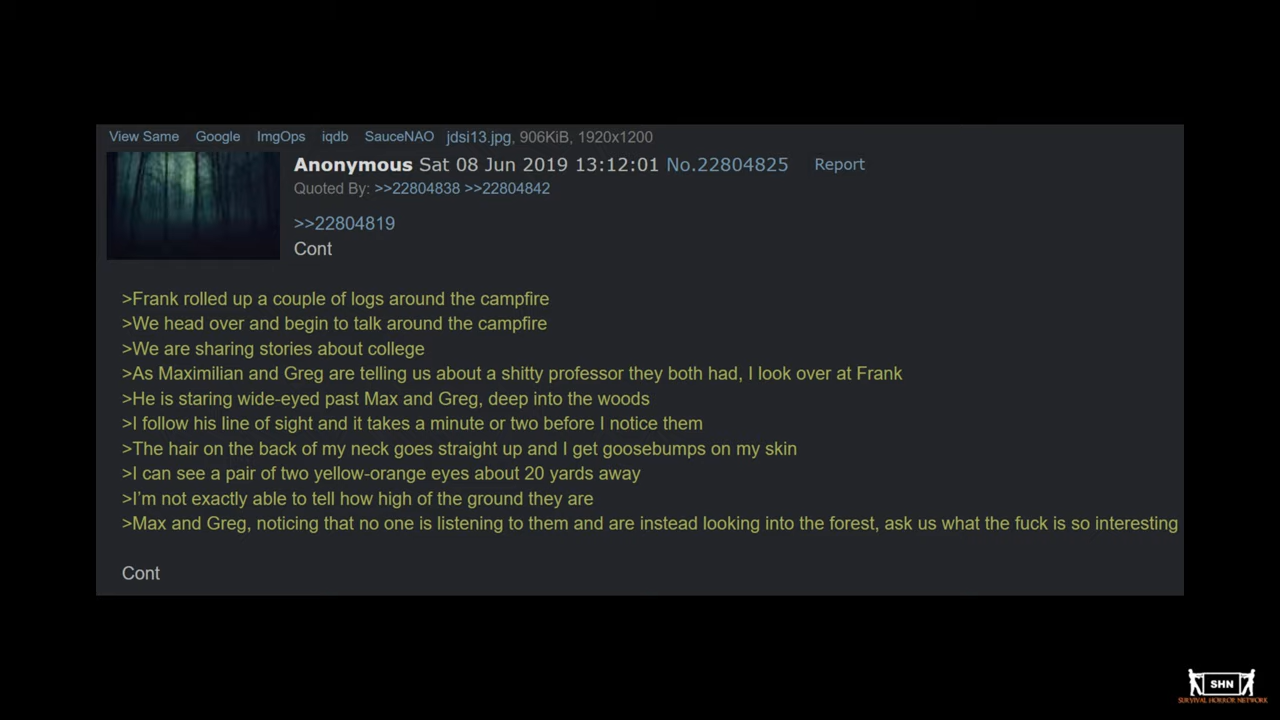 View Same Google ImgOps iqdb SauceNAO jdsi13.jpg, 906KiB, 1920x1200
Anonymous Sat 08 Jun 2019 13:12:01 No.22804825 Report
Quoted By: >>22804838 >>22804842
>>22804819
Cont
>Frank rolled up a couple of logs around the campfire
>We head over and begin to talk around the campfire
>We are sharing stories about college
>As Maximilian and Greg are telling us about a shitty professor they both had, I look over at Frank
>He is staring wide-eyed past Max and Greg, deep into the woods
>I follow his line of sight and it takes a minute or two before I notice them
>The hair on the back of my neck goes straight up and I get goosebumps on my skin
>I can see a pair of two yellow-orange eyes about 20 yards away
>I'm not exactly able to tell how high of the ground they are
>Max and Greg, noticing that no one is listening to them and are instead looking into the forest, ask us what the fuck is so interesting
Cont
SHN
SURVIVAL HORROR NETWORK